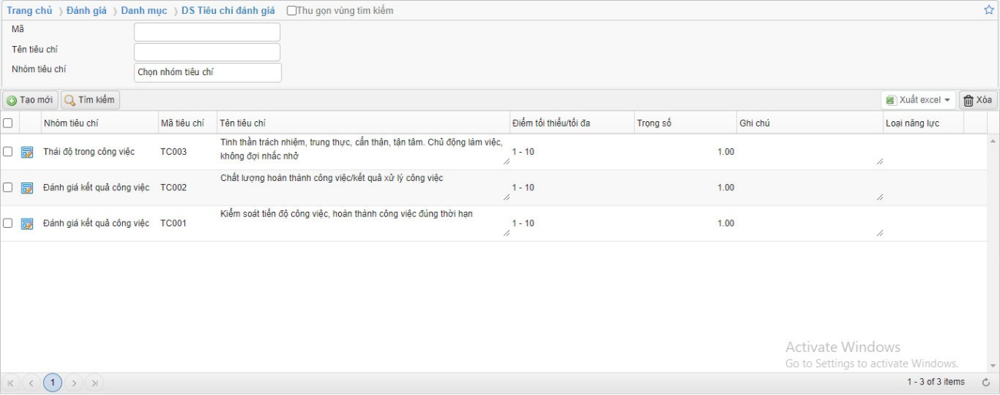 Trang chủ › Đánh giá › Danh mục › DS Tiêu chí đánh giá Thu gọn vùng tìm kiếm
Mã
Tên tiêu chí
Nhóm tiêu chí Chọn nhóm tiêu chí
Tạo mới Tìm kiếm Xuất excel Xóa
Nhóm tiêu chí Mã tiêu chí Tên tiêu chí Điểm tối thiểu/tối đa Trọng số Ghi chú Loại năng lực
Thái độ trong công việc TC003 Tinh thần trách nhiệm, trung thực, cẩn thận, tận tâm. Chủ động làm việc, 1 - 10 1.00
không đợi nhắc nhở
Đánh giá kết quả công việc TC002 Chất lượng hoàn thành công việc/kết quả xử lý công việc 1 - 10 1.00
Đánh giá kết quả công việc TC001 Kiểm soát tiến độ công việc, hoàn thành công việc đúng thời hạn 1 - 10 1.00
Activate Windows
Go to Settings to activate Windows.
1 1 - 3 of 3 items